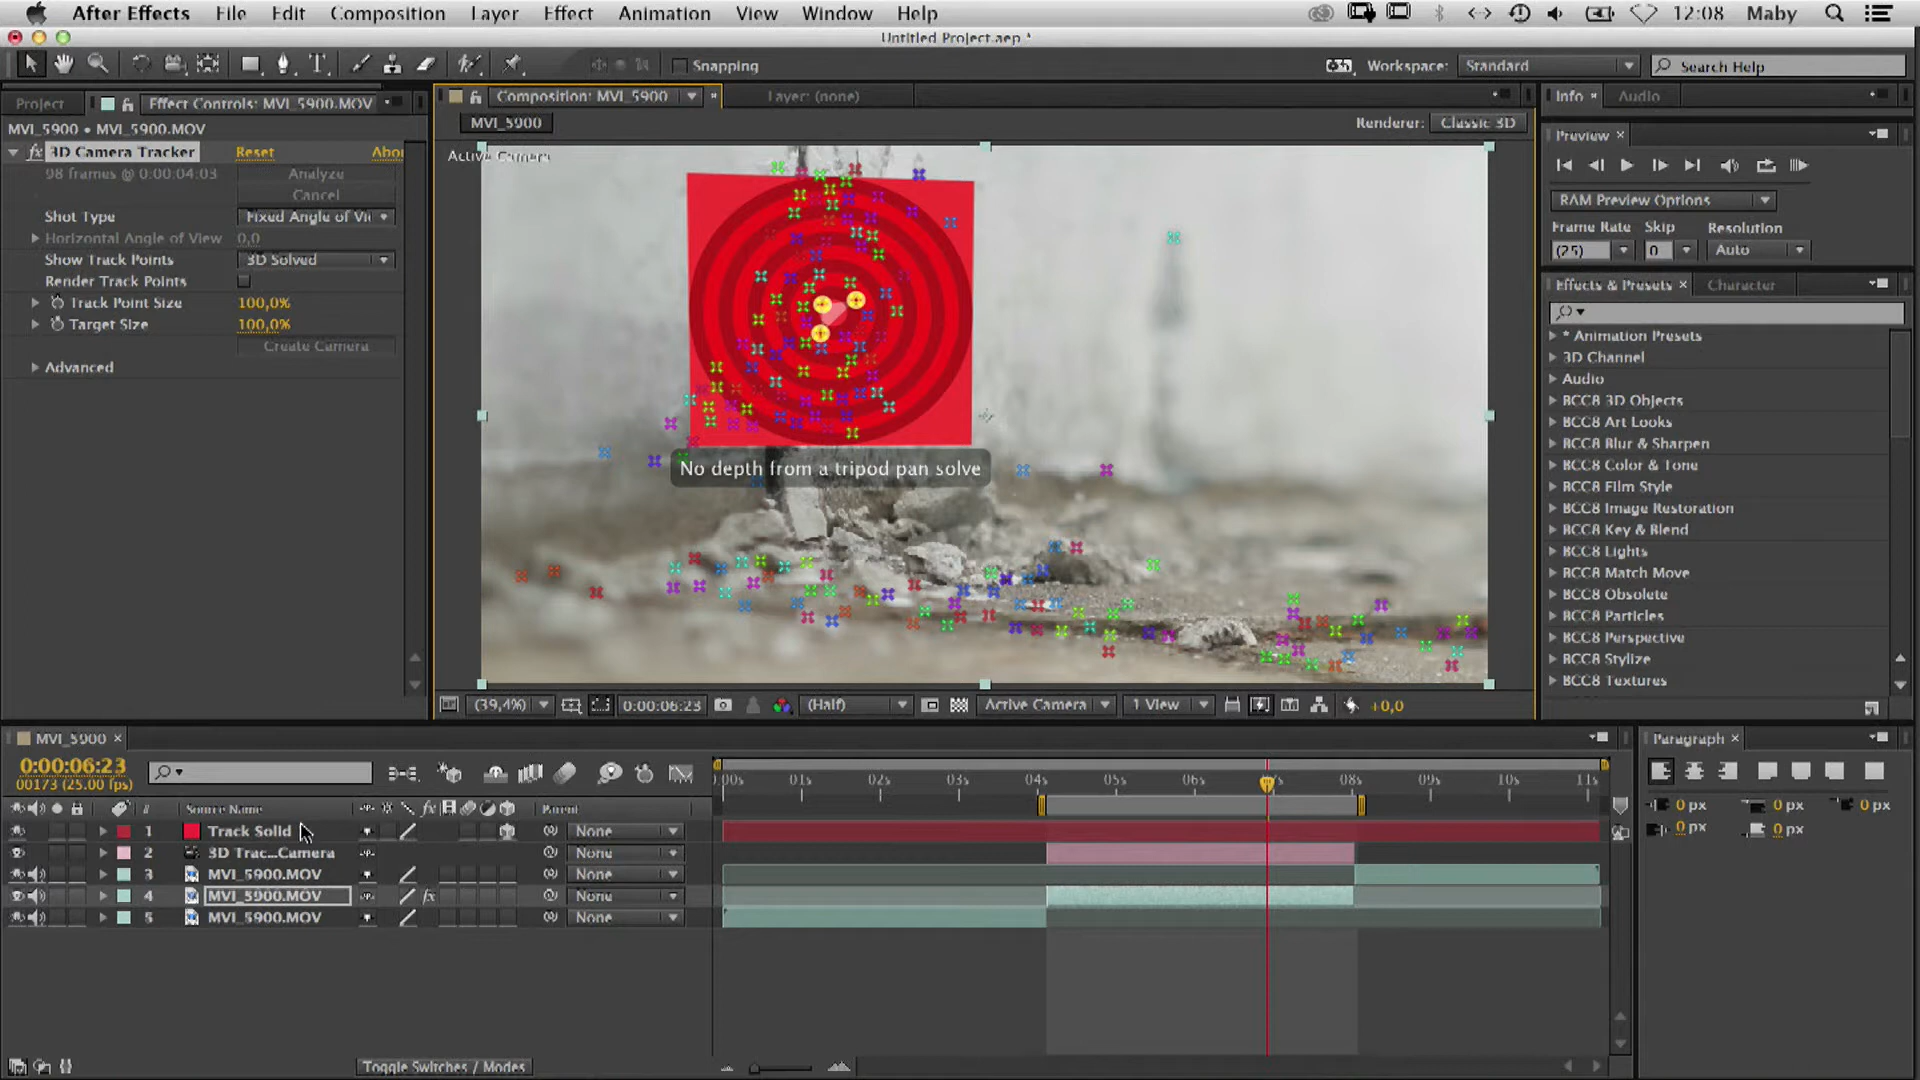 After Effects File Edit Composition Layer Effect Animation View Window Help 12:08 Maby
Untitled Project.aep *
Snapping Workspace: Standard Search Help
Project Effect Controls: MVI_5900.MOV
MVI_5900 • MVI_5900.MOV
3D Camera Tracker Reset Abou
98 frames @ 0:00:04:03 Analyze
Cancel
Shot Type Fixed Angle of Vi
Horizontal Angle of View 0,0
Show Track Points 3D Solved
Render Track Points
Track Point Size 100,0%
Target Size 100,0%
Create Camera
Advanced
Composition: MVI_5900 Layer: (none)
MVI_5900 Renderer: Classic 3D
Active Camera
No depth from a tripod pan solve
(39,4%) 0:00:06:23 (Half) Active Camera 1 View +0,0
Info Audio
Preview
RAM Preview Options
Frame Rate Skip Resolution
(25) 0 Auto
Effects & Presets Character
* Animation Presets
3D Channel
Audio
BCC8 3D Objects
BCC8 Art Looks
BCC8 Blur & Sharpen
BCC8 Color & Tone
BCC8 Film Style
BCC8 Image Restoration
BCC8 Key & Blend
BCC8 Lights
BCC8 Match Move
BCC8 Obsolete
BCC8 Particles
BCC8 Perspective
BCC8 Stylize
BCC8 Textures
MVI_5900
0:00:06:23
00173 (25.00 fps)
# Source Name Parent
1 Track Solid None
2 3D Trac...Camera None
3 MVI_5900.MOV None
4 MVI_5900.MOV None
5 MVI_5900.MOV None
Toggle Switches / Modes
:00s 01s 02s 03s 04s 05s 06s 7s 08s 09s 10s 11s
Paragraph
0 px 0 px 0 px
0 px 0 px